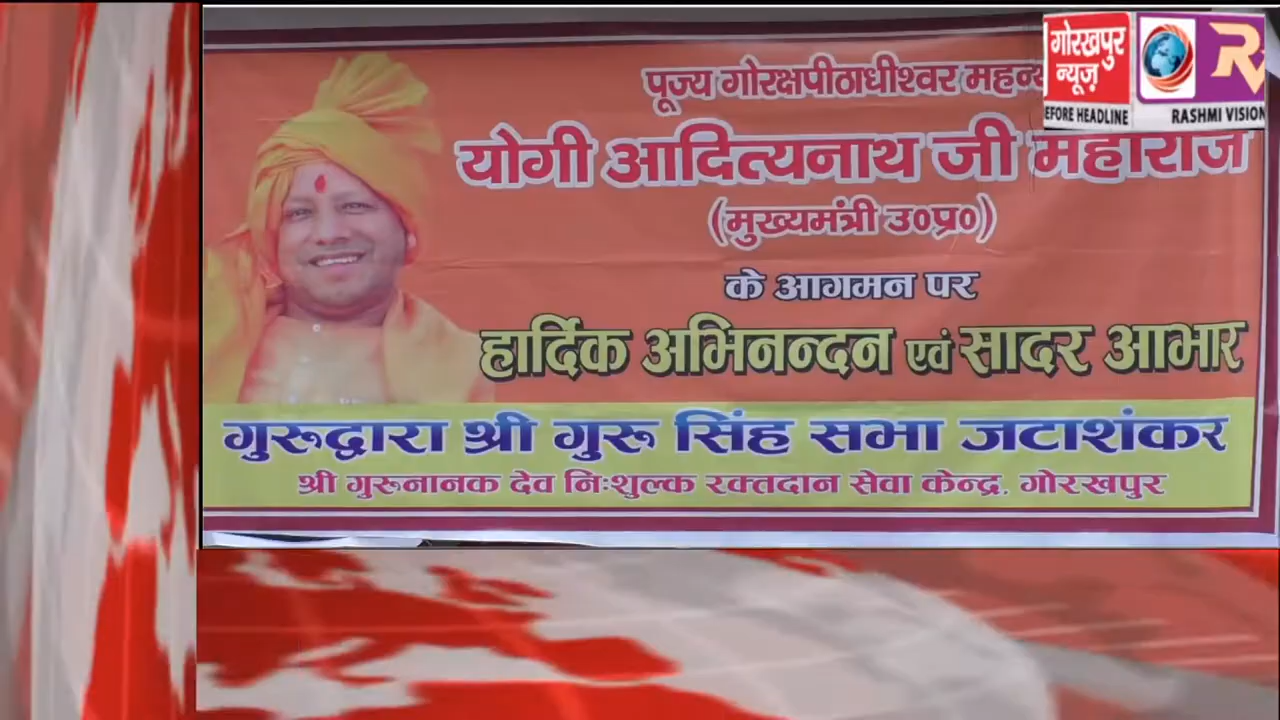 पूज्य गोरक्षपीठाधीश्वर
योगी आदित्यनाथ जी महाराज
(मुख्यमंत्री उ०प्र०)
के आगमन पर
हार्दिक अभिनन्दन एवं सादर आभार
गुरुद्वारा श्री गुरु सिंह सभा जटाशंकर
श्री गुरुनानक देव निःशुल्क रक्तदान सेवा केन्द्र, गोरखपुर
गोरखपुर
न्यूज़
EFORE HEADLINE
RASHMI VISION